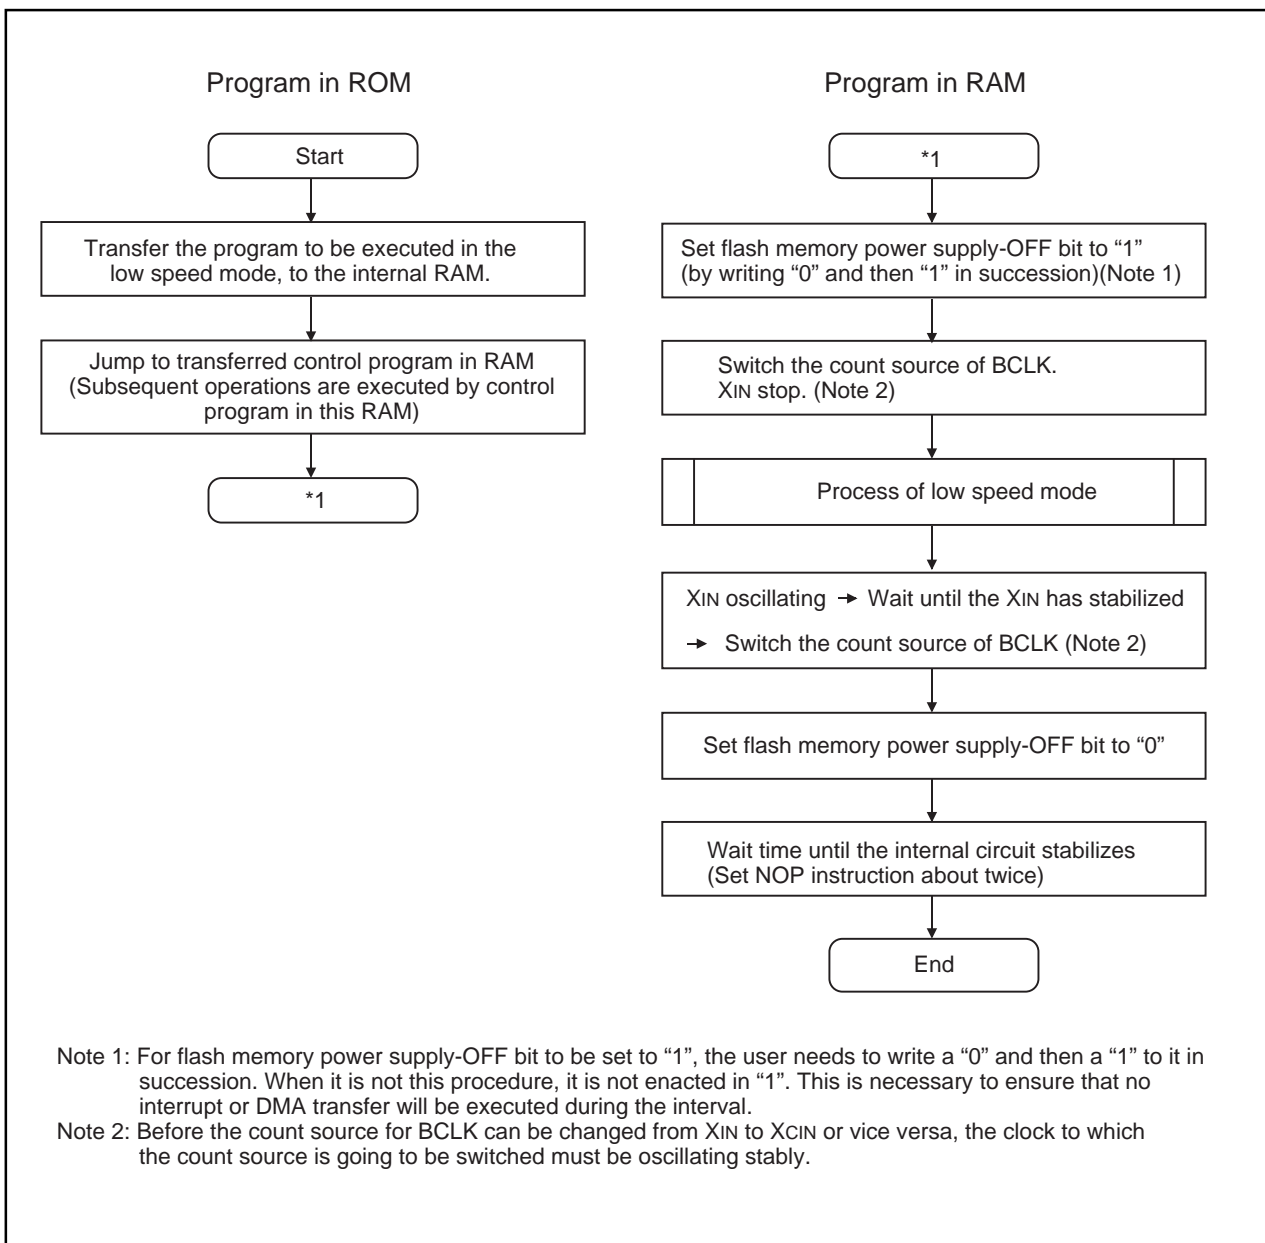 Program in ROM
Start
Transfer the program to be executed in the
low speed mode, to the internal RAM.
Jump to transferred control program in RAM
(Subsequent operations are executed by control
program in this RAM)
*1
Program in RAM
*1
Set flash memory power supply-OFF bit to “1”
(by writing “0” and then “1” in succession)(Note 1)
Switch the count source of BCLK.
XIN stop. (Note 2)
Process of low speed mode
XIN oscillating → Wait until the XIN has stabilized
→ Switch the count source of BCLK (Note 2)
Set flash memory power supply-OFF bit to “0”
Wait time until the internal circuit stabilizes
(Set NOP instruction about twice)
End
Note 1: For flash memory power supply-OFF bit to be set to “1”, the user needs to write a “0” and then a “1” to it in
succession. When it is not this procedure, it is not enacted in “1”. This is necessary to ensure that no
interrupt or DMA transfer will be executed during the interval.
Note 2: Before the count source for BCLK can be changed from XIN to XCIN or vice versa, the clock to which
the count source is going to be switched must be oscillating stably.